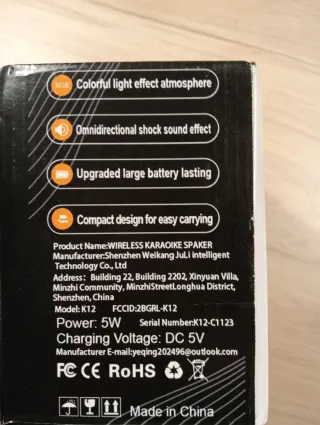 RGB
Colorful light effect atmosphere
Omnidirectional shock sound effect
Upgraded large battery lasting
Compact design for easy carrying
Product Name:WIRELESS KARAOIKE SPAKER
Manufacturer:Shenzhen Weikang JuLi intelligent
Technology Co., Ltd
Address: Building 22, Building 2202, Xinyuan Villa,
Minzhi Community, MinzhiStreetLonghua District,
Shenzhen, China
Model: K12 FCCID:2BGRL-K12
Power: 5W Serial Number:K12-C1123
Charging Voltage: DC 5V
Manufacturer E-mail:yeqing202496@outlook.com
FC CE RoHS
Made in China